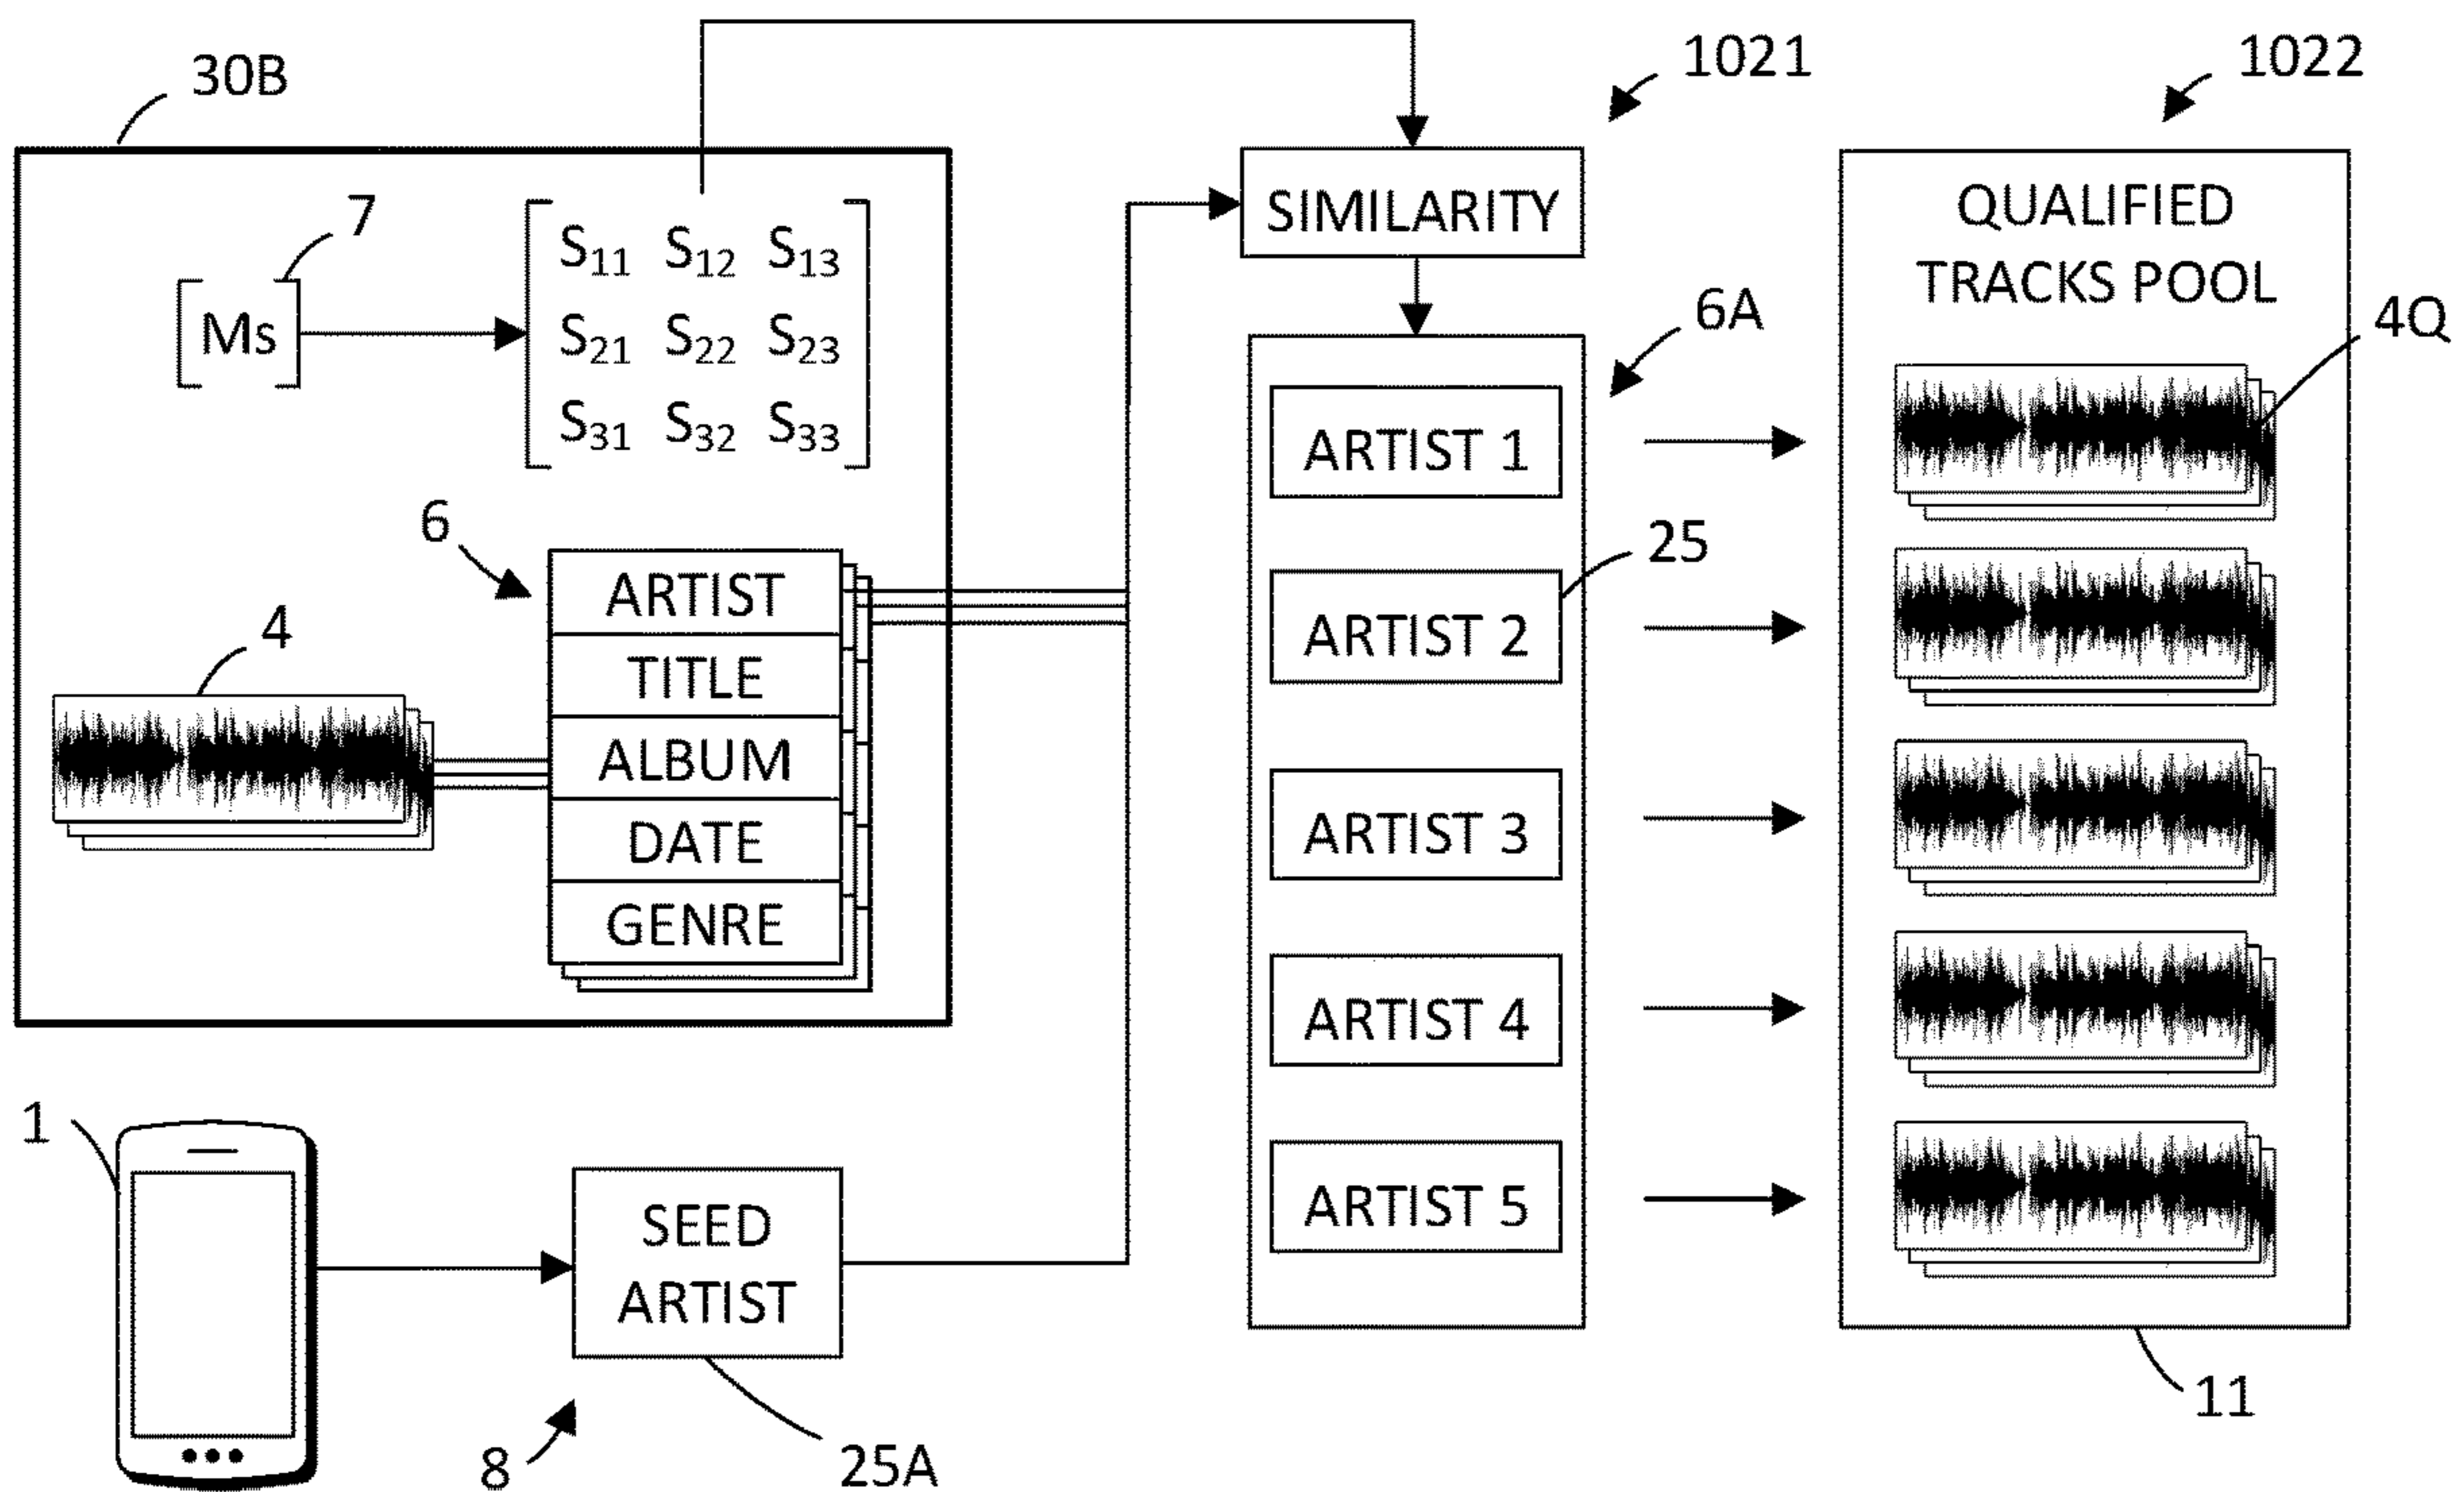 30B
1021
1022
7
[Ms]
S11 S12 S13
S21 S22 S23
S31 S32 S33
SIMILARITY
QUALIFIED
TRACKS POOL
6A
4Q
6
ARTIST
TITLE
ALBUM
DATE
GENRE
4
ARTIST 1
25
ARTIST 2
ARTIST 3
ARTIST 4
ARTIST 5
1
SEED
ARTIST
8
25A
11